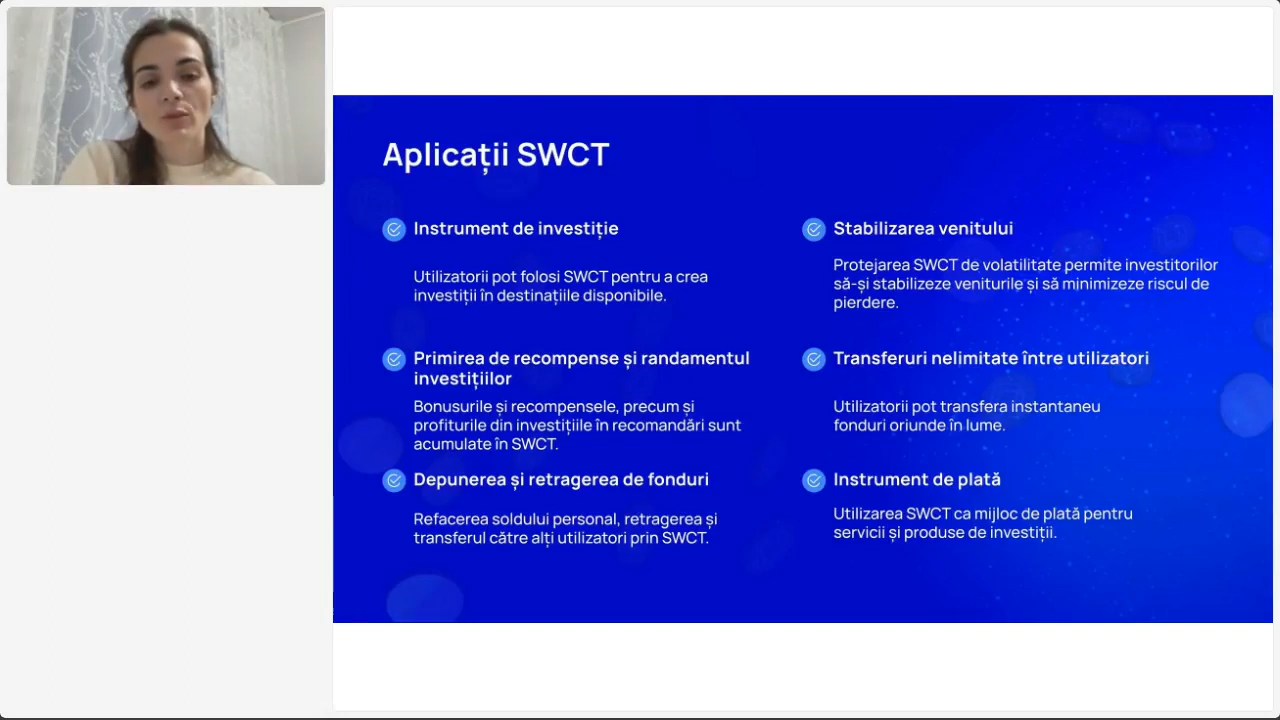 Aplicații SWCT
Instrument de investiție
Utilizatorii pot folosi SWCT pentru a crea
investiții în destinațiile disponibile.
Primirea de recompense și randamentul
investițiilor
Bonusurile și recompensele, precum și
profiturile din investițiile în recomandări sunt
acumulate în SWCT.
Depunerea și retragerea de fonduri
Refacerea soldului personal, retragerea și
transferul către alți utilizatori prin SWCT.
Stabilizarea venitului
Protejarea SWCT de volatilitate permite investitorilor
să-și stabilizeze veniturile și să minimizeze riscul de
pierdere.
Transferuri nelimitate între utilizatori
Utilizatorii pot transfera instantaneu
fonduri oriunde în lume.
Instrument de plată
Utilizarea SWCT ca mijloc de plată pentru
servicii și produse de investiții.